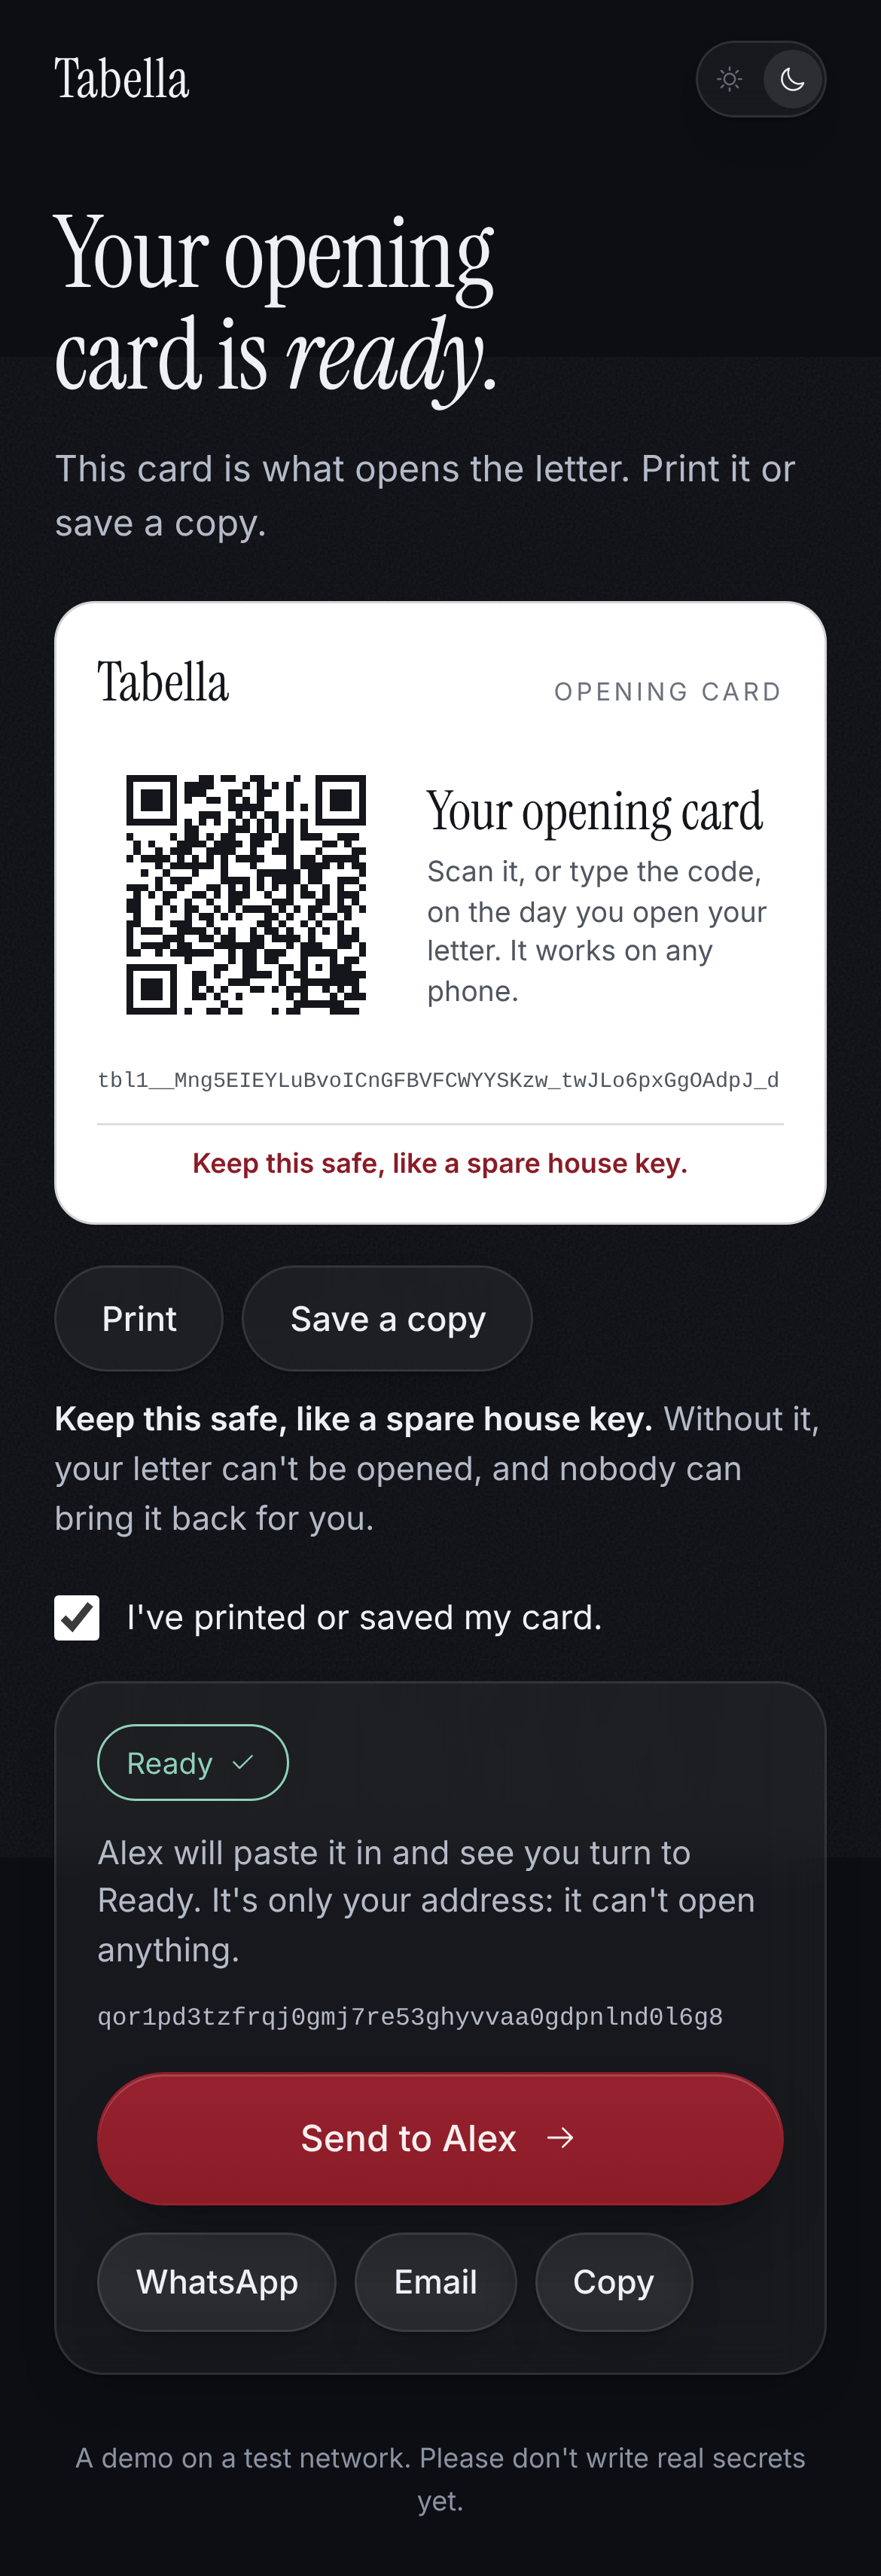 Tabella
Your opening
card is ready.
This card is what opens the letter. Print it or
save a copy.
Tabella
OPENING CARD
Your opening card
Scan it, or type the code,
on the day you open your
letter. It works on any
phone.
tbl1__Mng5EIEYLuBvoICnGFBVFCWYYSKzw_twJLo6pxGgOAdpJ_d
Keep this safe, like a spare house key.
Print
Save a copy
Keep this safe, like a spare house key. Without it,
your letter can't be opened, and nobody can
bring it back for you.
I've printed or saved my card.
Ready
Alex will paste it in and see you turn to
Ready. It's only your address: it can't open
anything.
qor1pd3tzfrqj0gmj7re53ghyvvaa0gdpnlnd0l6g8
Send to Alex
WhatsApp
Email
Copy
A demo on a test network. Please don't write real secrets
yet.